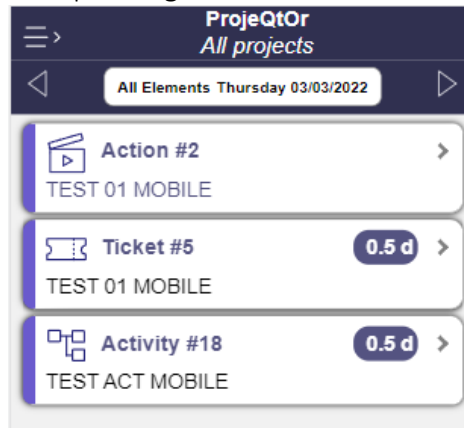 ProjeQtOr
All projects
All Elements Thursday 03/03/2022
Action #2
TEST 01 MOBILE
Ticket #5 0.5 d
TEST 01 MOBILE
Activity #18 0.5 d
TEST ACT MOBILE